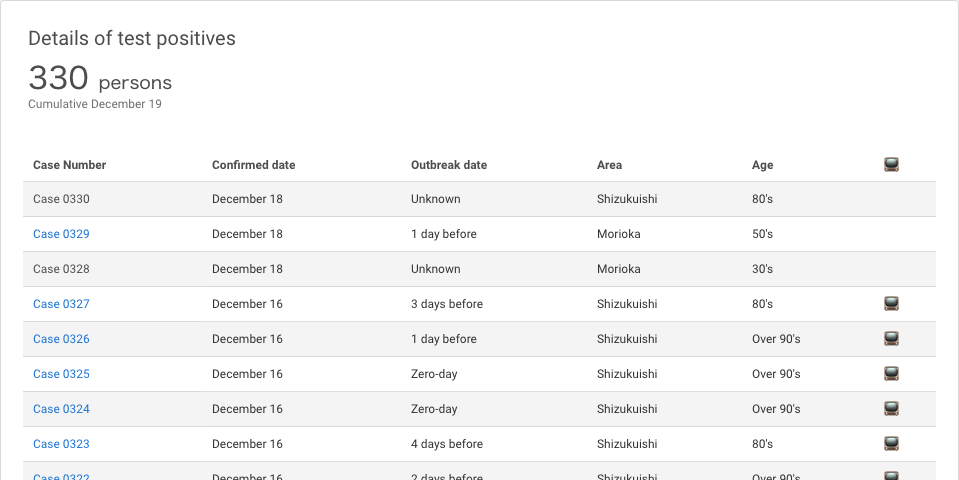 Details of test positives
330 persons
Cumulative December 19
Case Number Confirmed date Outbreak date Area Age
Case 0330 December 18 Unknown Shizukuishi 80's
Case 0329 December 18 1 day before Morioka 50's
Case 0328 December 18 Unknown Morioka 30's
Case 0327 December 16 3 days before Shizukuishi 80's
Case 0326 December 16 1 day before Shizukuishi Over 90's
Case 0325 December 16 Zero-day Shizukuishi Over 90's
Case 0324 December 16 Zero-day Shizukuishi Over 90's
Case 0323 December 16 4 days before Shizukuishi 80's
Case 0322 December 16 2 days before Shizukuishi Over 90's